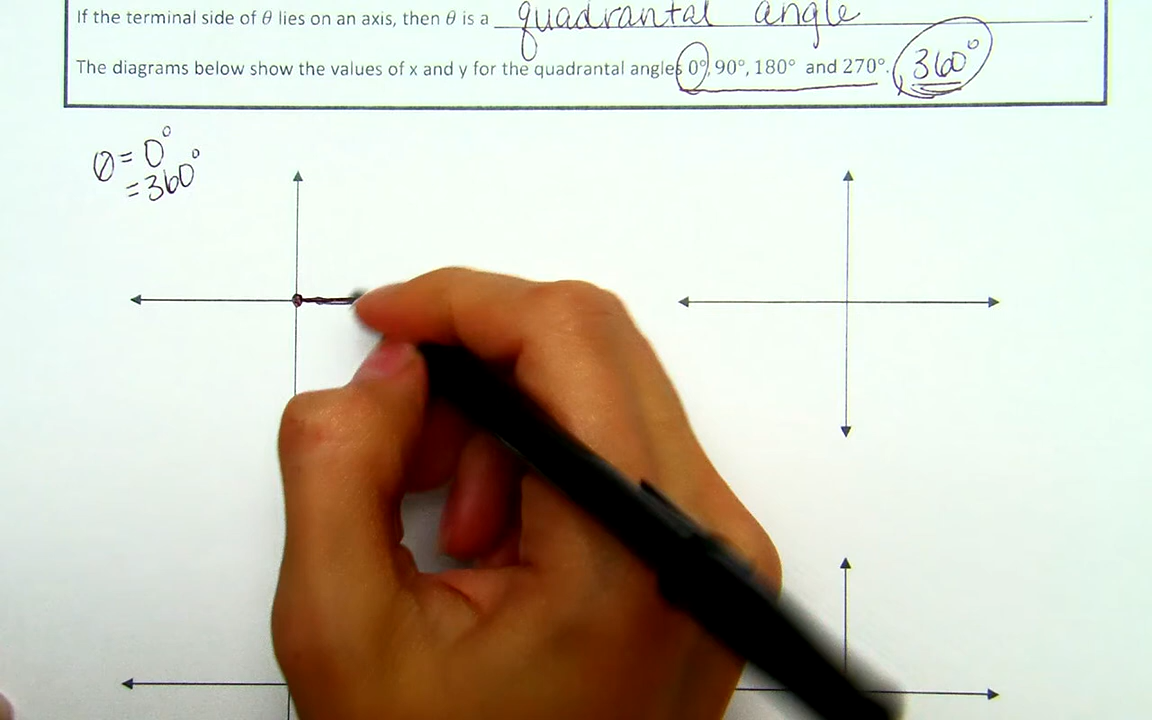 If the terminal side of θ lies on an axis, then θ is a quadrantal angle.
The diagrams below show the values of x and y for the quadrantal angles 0°, 90°, 180° and 270°. 360°
θ = 0°
= 360°